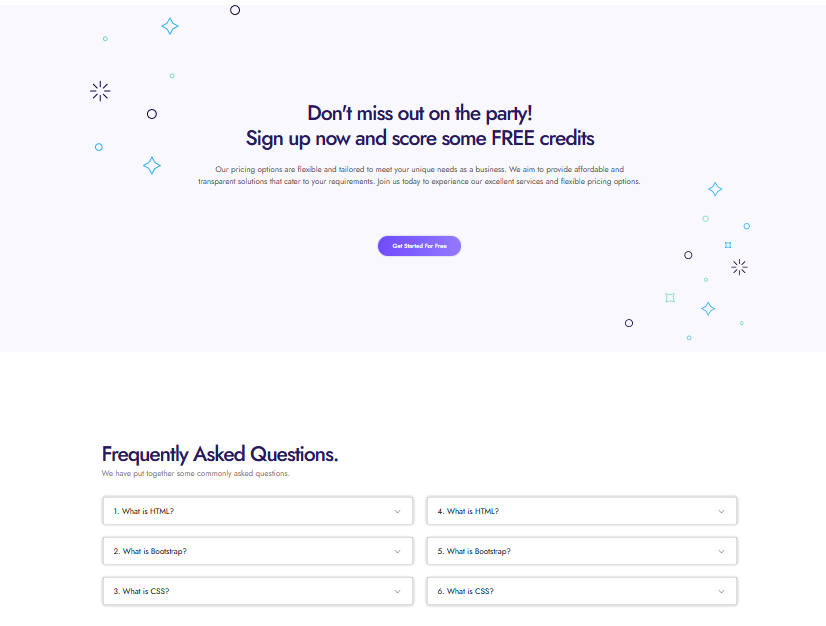 Don't miss out on the party!
Sign up now and score some FREE credits
Our pricing options are flexible and tailored to meet your unique needs as a business. We aim to provide affordable and
transparent solutions that cater to your requirements. Join us today to experience our excellent services and flexible pricing options.
Get Started For Free
Frequently Asked Questions.
We have put together some commonly asked questions.
1. What is HTML?
4. What is HTML?
2. What is Bootstrap?
5. What is Bootstrap?
3. What is CSS?
6. What is CSS?